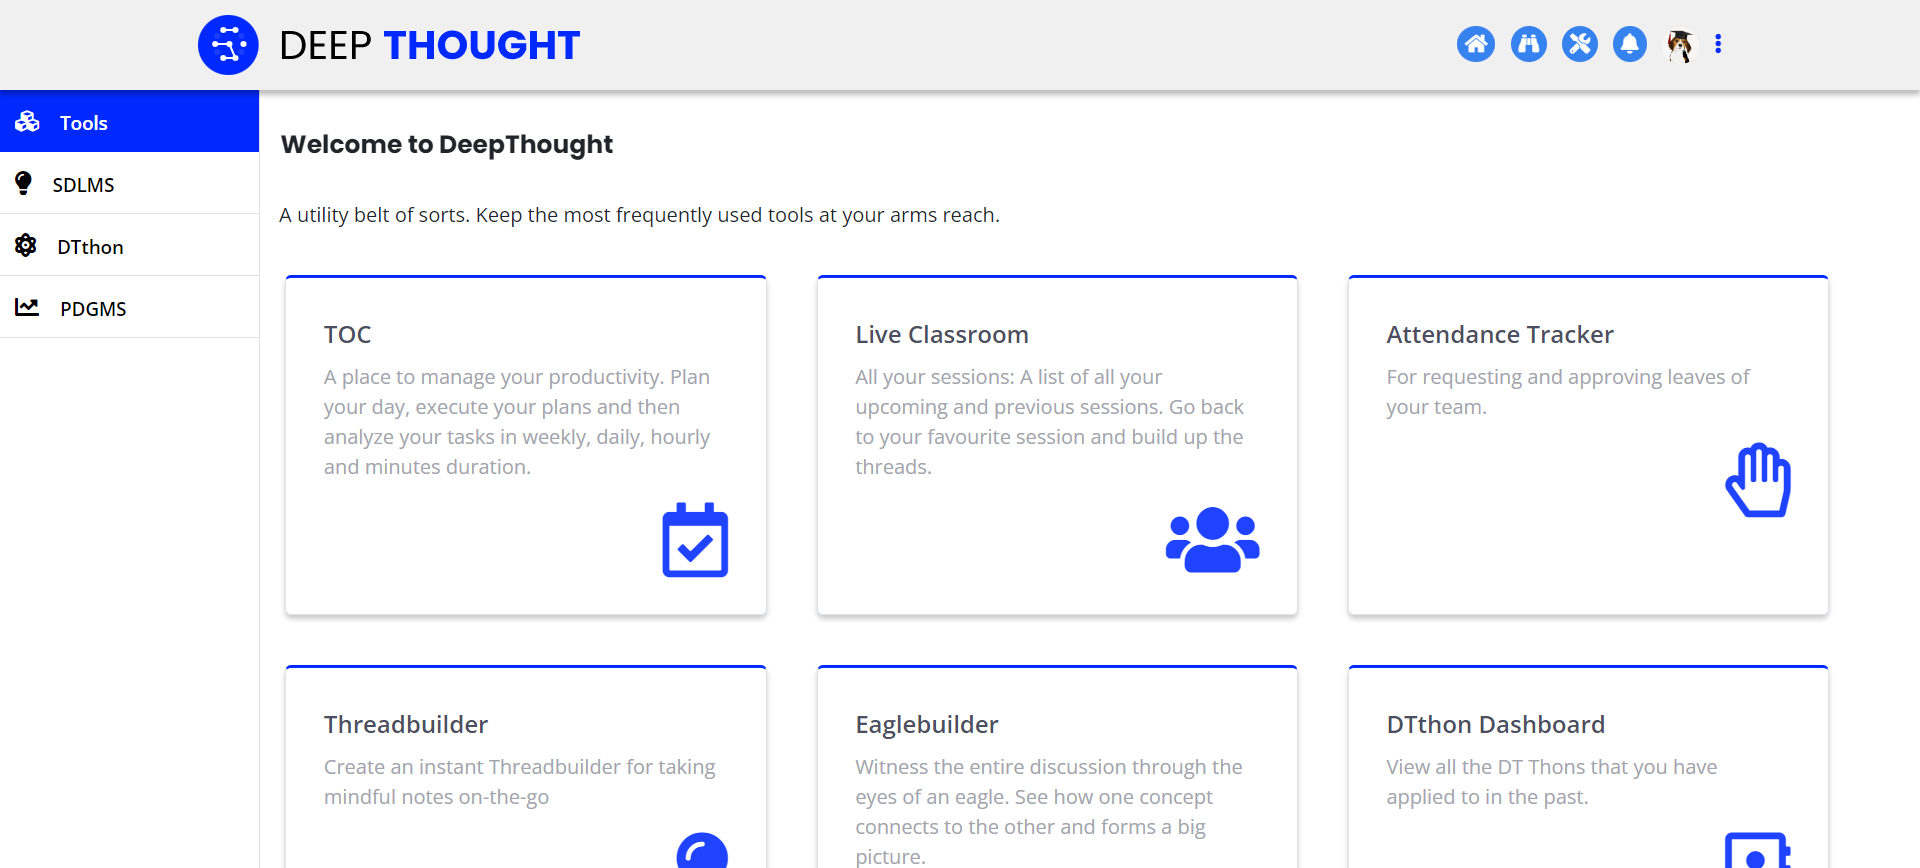 DEEP THOUGHT
Tools
SDLMS
DTthon
PDGMS
Welcome to DeepThought
A utility belt of sorts. Keep the most frequently used tools at your arms reach.
TOC
A place to manage your productivity. Plan
your day, execute your plans and then
analyze your tasks in weekly, daily, hourly
and minutes duration.
Live Classroom
All your sessions: A list of all your
upcoming and previous sessions. Go back
to your favourite session and build up the
threads.
Attendance Tracker
For requesting and approving leaves of
your team.
Threadbuilder
Create an instant Threadbuilder for taking
mindful notes on-the-go
Eaglebuilder
Witness the entire discussion through the
eyes of an eagle. See how one concept
connects to the other and forms a big
picture.
DTthon Dashboard
View all the DT Thons that you have
applied to in the past.